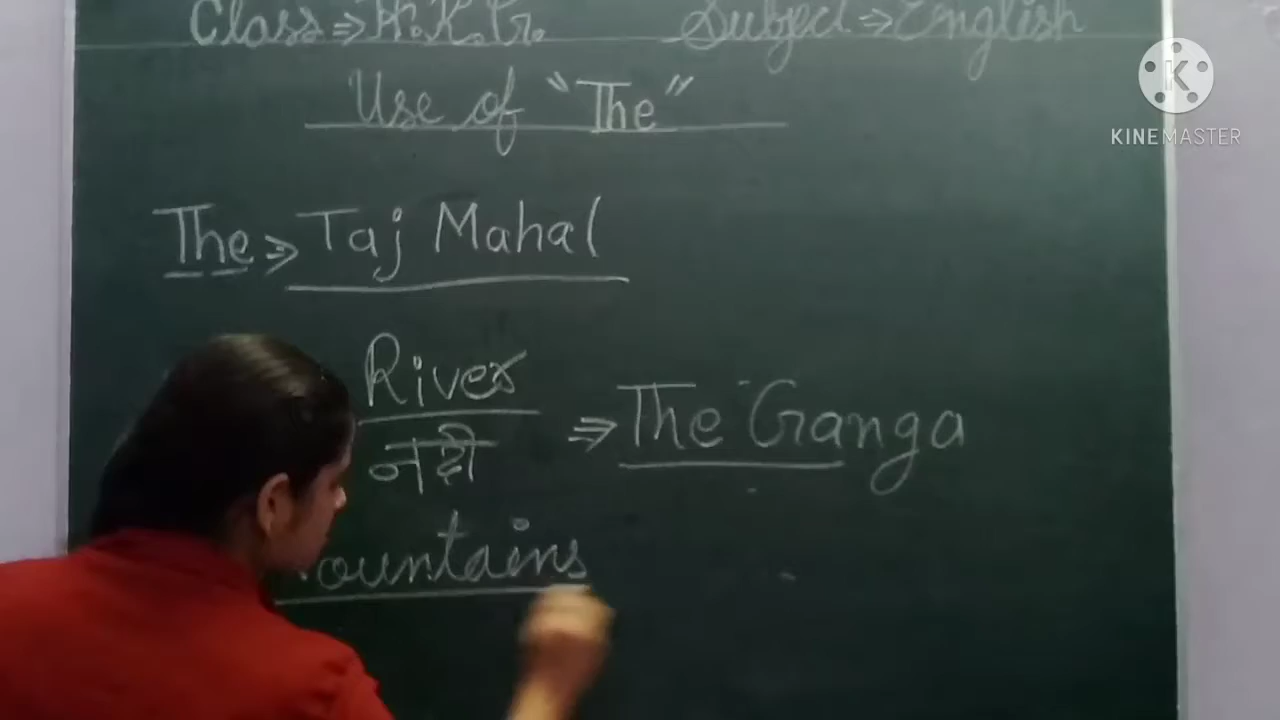 Class ⇒ H.K.G. Subject ⇒ English
Use of "The"
The ⇒ Taj Mahal
River
नदी ⇒ The Ganga
ountains
KINEMASTER